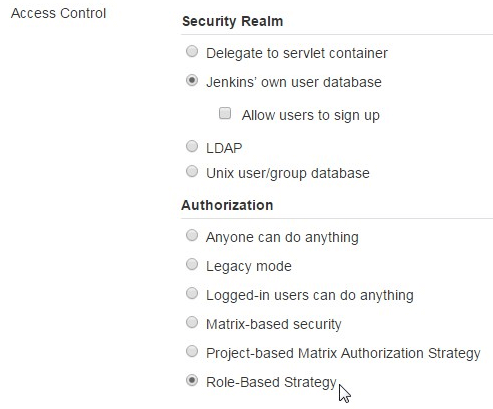 Access Control
Security Realm
Delegate to servlet container
Jenkins' own user database
Allow users to sign up
LDAP
Unix user/group database
Authorization
Anyone can do anything
Legacy mode
Logged-in users can do anything
Matrix-based security
Project-based Matrix Authorization Strategy
Role-Based Strategy